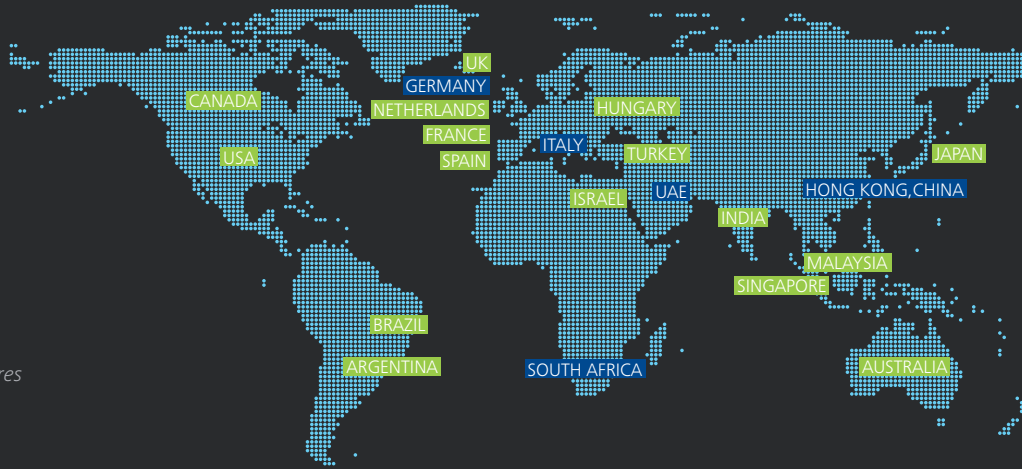 UK
GERMANY
CANADA
NETHERLANDS
HUNGARY
FRANCE
ITALY
USA
SPAIN
TURKEY
JAPAN
ISRAEL
UAE
HONG KONG,CHINA
INDIA
MALAYSIA
SINGAPORE
BRAZIL
ARGENTINA
SOUTH AFRICA
AUSTRALIA